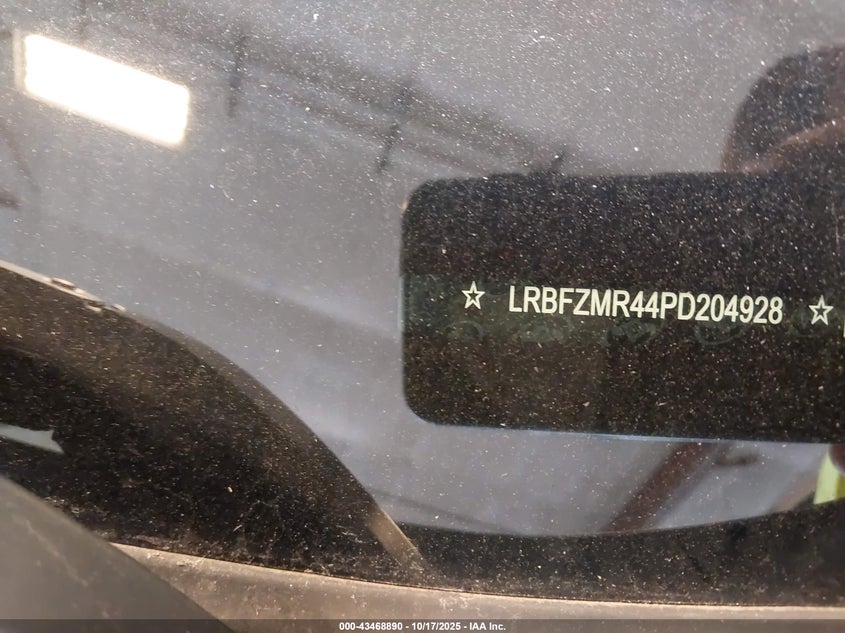 ☆ LRBFZMR44PD204928 ☆
000-43468890 - 10/17/2025 - IAA Inc.